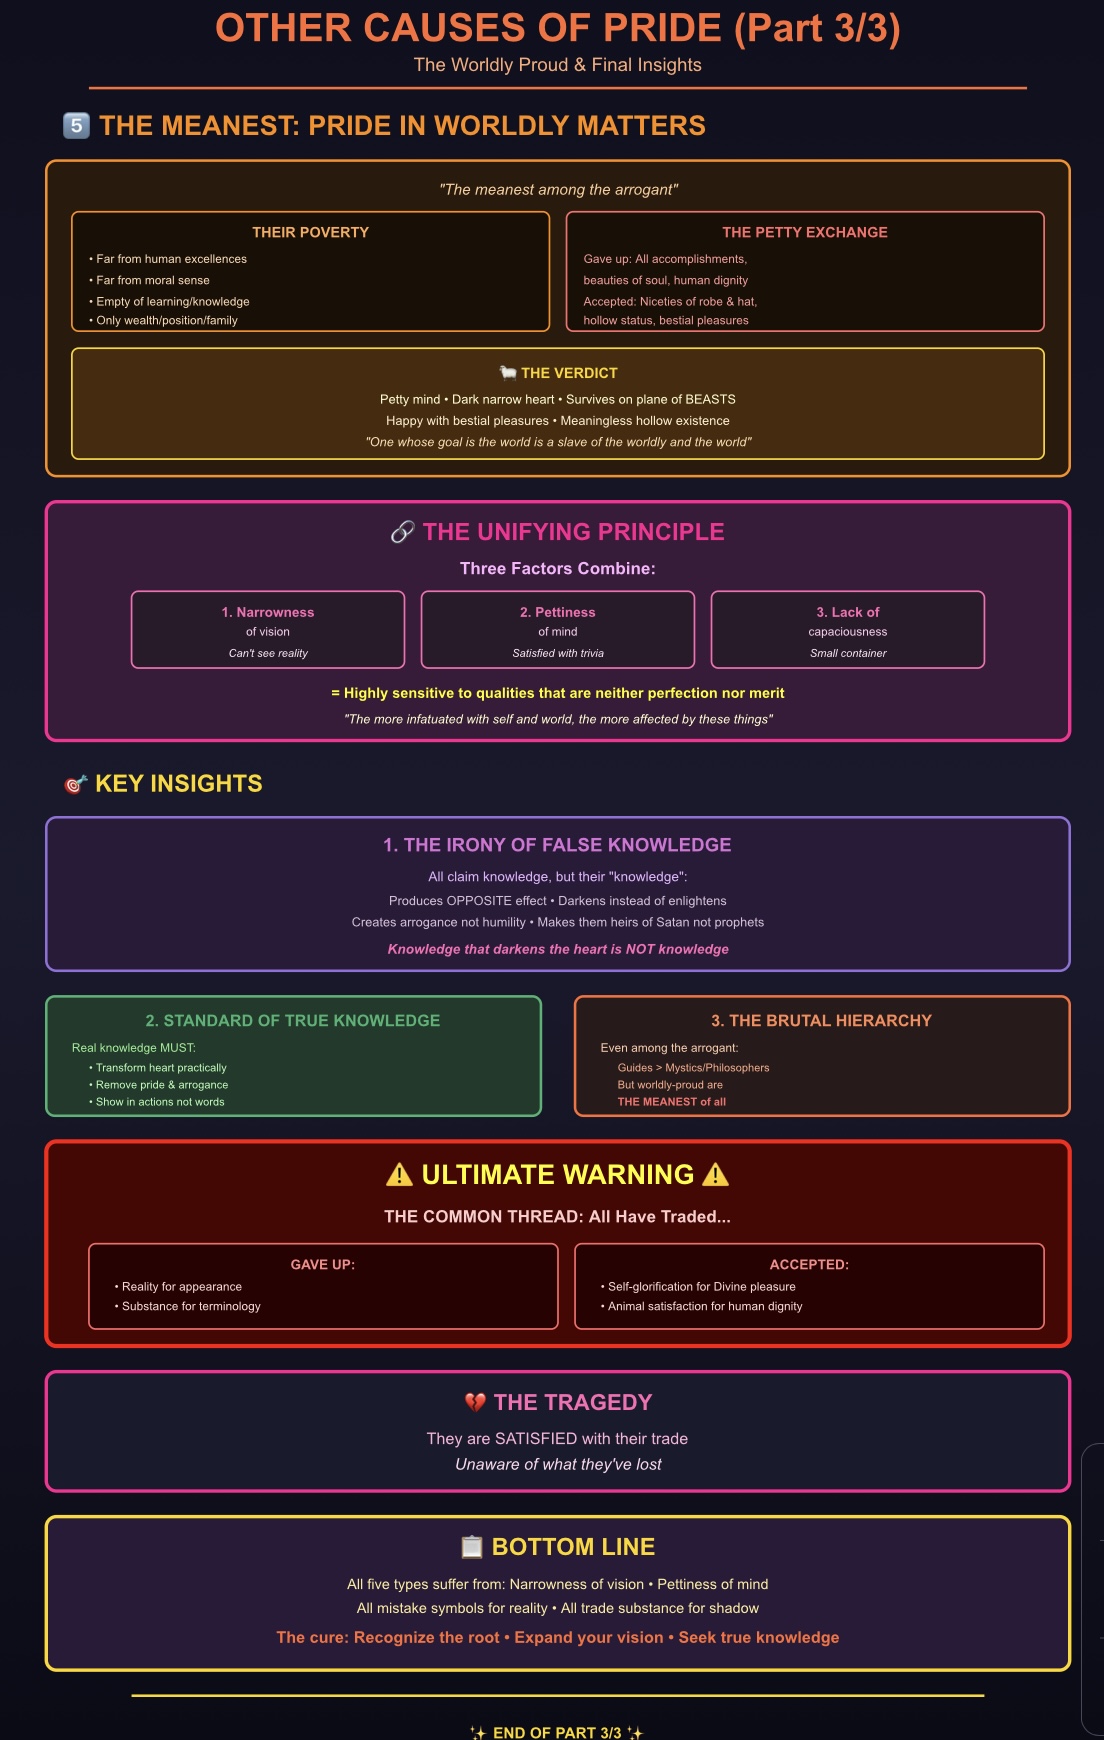 OTHER CAUSES OF PRIDE (Part 3/3)
The Worldly Proud & Final Insights
5️⃣ THE MEANEST: PRIDE IN WORLDLY MATTERS
"The meanest among the arrogant"
THEIR POVERTY
• Far from human excellences
• Far from moral sense
• Empty of learning/knowledge
• Only wealth/position/family
THE PETTY EXCHANGE
Gave up: All accomplishments,
beauties of soul, human dignity
Accepted: Niceties of robe & hat,
hollow status, bestial pleasures
🐑 THE VERDICT
Petty mind • Dark narrow heart • Survives on plane of BEASTS
Happy with bestial pleasures • Meaningless hollow existence
"One whose goal is the world is a slave of the worldly and the world"
🔗 THE UNIFYING PRINCIPLE
Three Factors Combine:
1. Narrowness
of vision
Can't see reality
2. Pettiness
of mind
Satisfied with trivia
3. Lack of
capaciousness
Small container
= Highly sensitive to qualities that are neither perfection nor merit
"The more infatuated with self and world, the more affected by these things"
🎯 KEY INSIGHTS
1. THE IRONY OF FALSE KNOWLEDGE
All claim knowledge, but their "knowledge":
Produces OPPOSITE effect • Darkens instead of enlightens
Creates arrogance not humility • Makes them heirs of Satan not prophets
Knowledge that darkens the heart is NOT knowledge
2. STANDARD OF TRUE KNOWLEDGE
Real knowledge MUST:
• Transform heart practically
• Remove pride & arrogance
• Show in actions not words
3. THE BRUTAL HIERARCHY
Even among the arrogant:
Guides > Mystics/Philosophers
But worldly-proud are
THE MEANEST of all
⚠️ ULTIMATE WARNING ⚠️
THE COMMON THREAD: All Have Traded...
GAVE UP:
• Reality for appearance
• Substance for terminology
ACCEPTED:
• Self-glorification for Divine pleasure
• Animal satisfaction for human dignity
💔 THE TRAGEDY
They are SATISFIED with their trade
Unaware of what they've lost
📋 BOTTOM LINE
All five types suffer from: Narrowness of vision • Pettiness of mind
All mistake symbols for reality • All trade substance for shadow
The cure: Recognize the root • Expand your vision • Seek true knowledge
✨ END OF PART 3/3 ✨